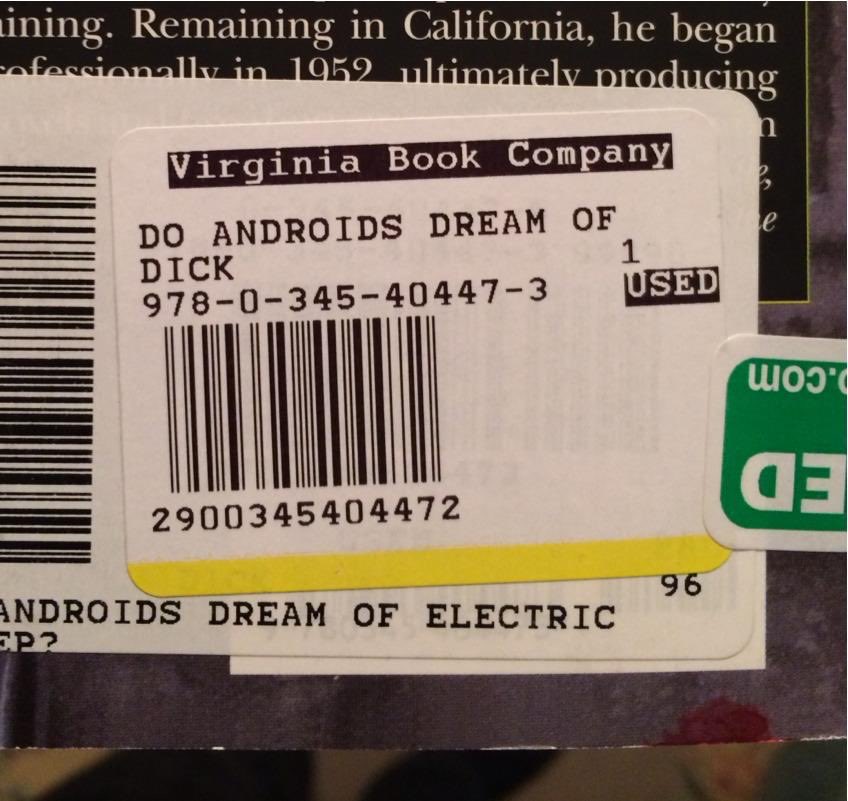 ining. Remaining in California, he began
ofessionally in 1952, ultimately producing
n
e,
e
Virginia Book Company
DO ANDROIDS DREAM OF
DICK
1
978-0-345-40447-3
USED
2900345404472
.com
ED
96
ANDROIDS DREAM OF ELECTRIC
EP?